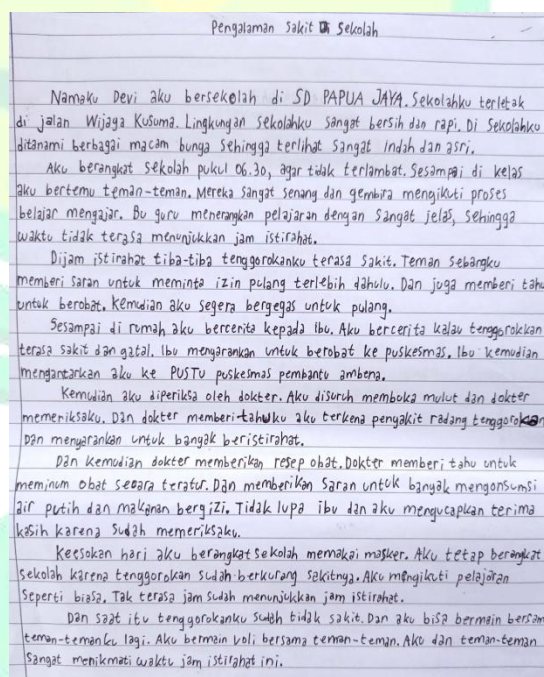 Pengalaman Sakit Di Sekolah
Namaku Devi aku bersekolah di SD PAPUA JAYA. Sekolahku terletak
di jalan Wijaya Kusuma. Lingkungan sekolahku sangat bersih dan rapi. Di Sekolahku
ditanami berbagai macam bunga sehingga terlihat sangat indah dan asri.
Aku berangkat sekolah pukul 06.30, agar tidak terlambat. Sesampai di kelas
aku bertemu teman-teman. Mereka sangat senang dan gembira mengikuti proses
belajar mengajar. Bu guru menerangkan pelajaran dengan sangat jelas, sehingga
waktu tidak terasa menunjukkan jam istirahat.
Dijam istirahat tiba-tiba tenggorokanku terasa sakit. Teman sebangku
memberi saran untuk meminta izin pulang terlebih dahulu. Dan juga memberi tahu
untuk berobat. Kemudian aku segera bergegas untuk pulang.
Sesampai di rumah aku bercerita kepada ibu. Aku bercerita kalau tenggorokkan
terasa sakit dan gatal. Ibu menyarankan untuk berobat ke puskesmas. Ibu kemudian
mengantarkan aku ke PUSTU puskesmas pembantu ambena.
Kemudian aku diperiksa oleh dokter. Aku disuruh membuka mulut dan dokter
memeriksaku. Dan dokter memberi-tahuku aku terkena penyakit radang tenggorokan
Dan menyarankan untuk banyak beristirahat.
Dan kemudian dokter memberikan resep obat. Dokter memberi tahu untuk
meminum obat secara teratur. Dan memberikan saran untuk banyak mengonsumsi
air putih dan makanan bergizi. Tidak lupa ibu dan aku mengucapkan terima
kasih karena sudah memeriksaku.
Keesokan hari aku berangkat sekolah memakai masker. Aku tetap berangkat
sekolah karena tenggorokan sudah berkurang sakitnya. Aku mengikuti pelajaran
seperti biasa. Tak terasa jam sudah menunjukkan jam istirahat.
Dan saat itu tenggorokanku sudah tidak sakit. Dan aku bisa bermain bersam
teman-temanku lagi. Aku bermain voli bersama teman-teman. Aku dan teman-teman
sangat menikmati waktu jam istirahat ini.